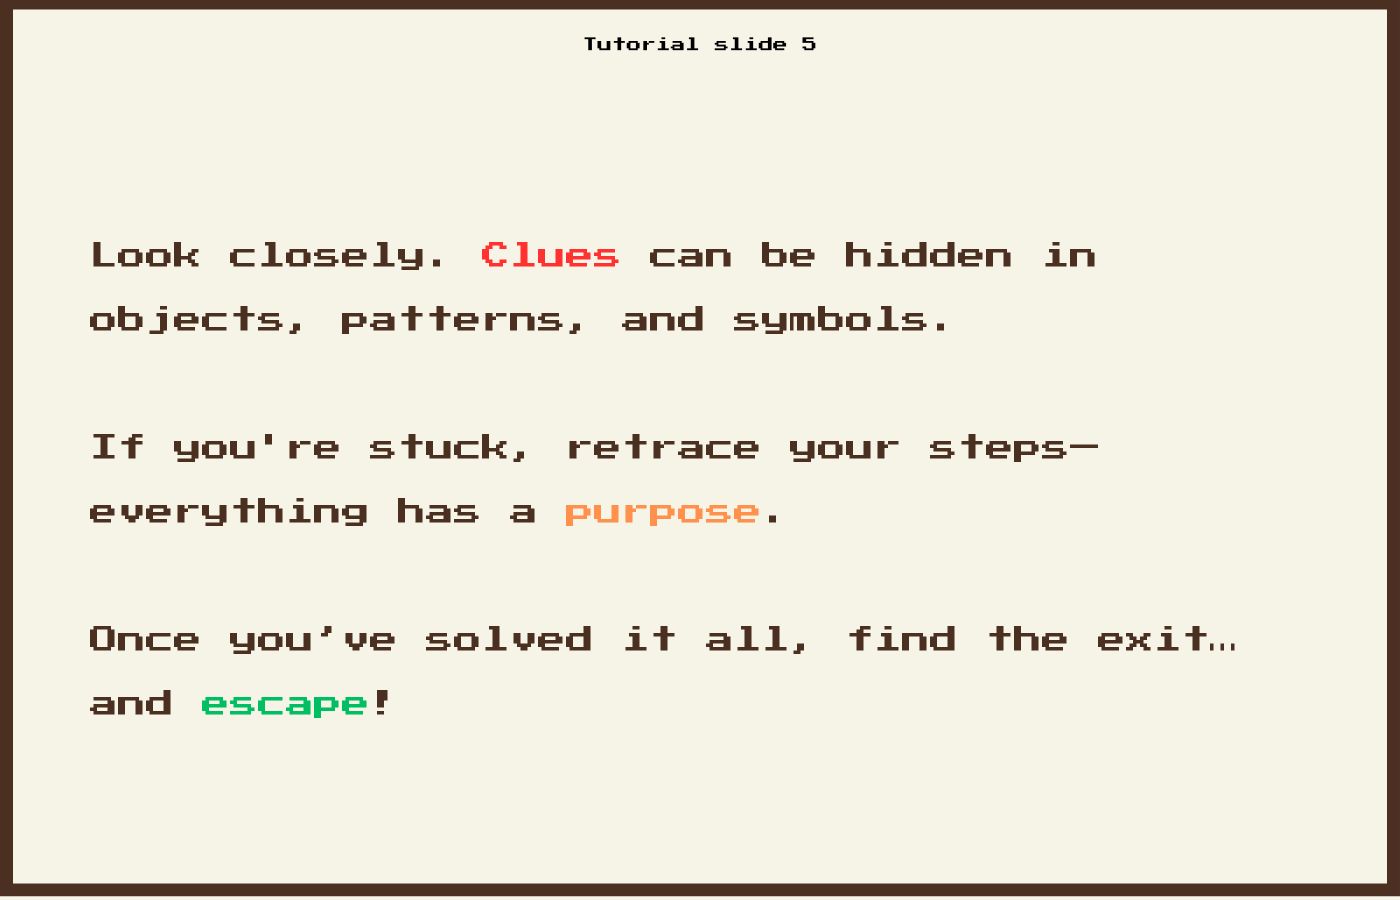 Tutorial slide 5
Look closely. Clues can be hidden in
objects, patterns, and symbols.
If you're stuck, retrace your steps—
everything has a purpose.
Once you’ve solved it all, find the exit…
and escape!